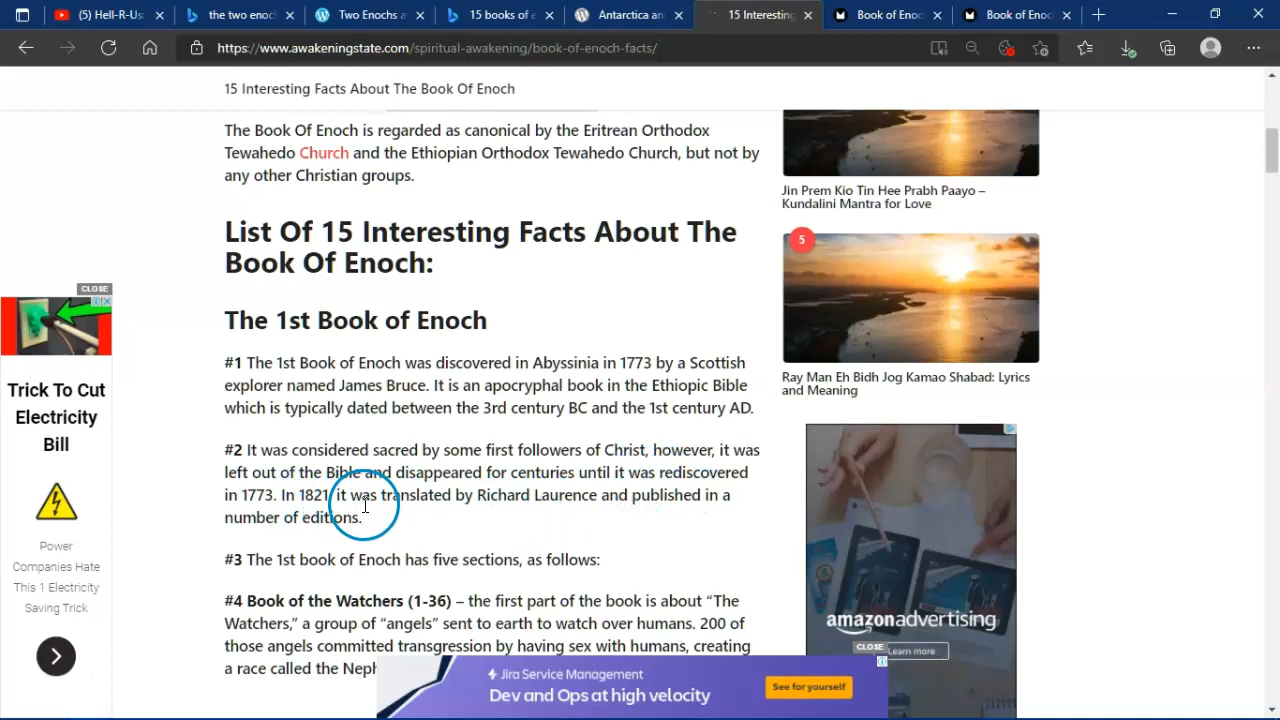 (5) Hell-R-Us
the two enoc
Two Enochs a
15 books of e
Antarctica an
15 Interesting
Book of Enoc
Book of Enoc
https://www.awakeningstate.com/spiritual-awakening/book-of-enoch-facts/
15 Interesting Facts About The Book Of Enoch
The Book Of Enoch is regarded as canonical by the Eritrean Orthodox
Tewahedo Church and the Ethiopian Orthodox Tewahedo Church, but not by
any other Christian groups.
List Of 15 Interesting Facts About The
Book Of Enoch:
The 1st Book of Enoch
#1 The 1st Book of Enoch was discovered in Abyssinia in 1773 by a Scottish
explorer named James Bruce. It is an apocryphal book in the Ethiopic Bible
which is typically dated between the 3rd century BC and the 1st century AD.
#2 It was considered sacred by some first followers of Christ, however, it was
left out of the Bible and disappeared for centuries until it was rediscovered
in 1773. In 1821, it was translated by Richard Laurence and published in a
number of editions.
#3 The 1st book of Enoch has five sections, as follows:
#4 Book of the Watchers (1-36) – the first part of the book is about “The
Watchers,” a group of “angels” sent to earth to watch over humans. 200 of
those angels committed transgression by having sex with humans, creating
a race called the Neph
Jin Prem Kio Tin Hee Prabh Paayo –
Kundalini Mantra for Love
5
Ray Man Eh Bidh Jog Kamao Shabad: Lyrics
and Meaning
amazonadvertising
Learn more
CLOSE
Trick To Cut
Electricity
Bill
Power
Companies Hate
This 1 Electricity
Saving Trick
CLOSE
Jira Service Management
Dev and Ops at high velocity
See for yourself